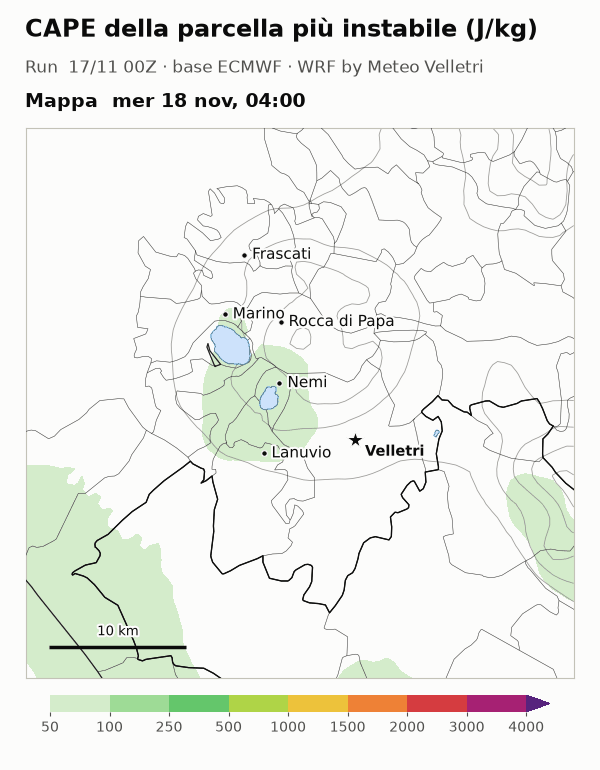 CAPE della parcella più instabile (J/kg)
Run  17/11 00Z · base ECMWF · WRF by Meteo Velletri
Mappa  mer 18 nov, 04:00
Frascati
Marino
Rocca di Papa
Nemi
Velletri
Lanuvio
10 km
50 100 250 500 1000 1500 2000 3000 4000